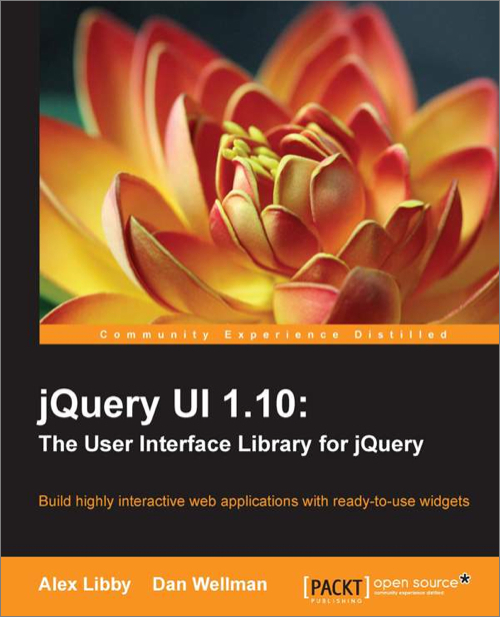 Community Experience Distilled
jQuery UI 1.10:
The User Interface Library for jQuery
Build highly interactive web applications with ready-to-use widgets
Alex Libby Dan Wellman
[PACKT] open source*
PUBLISHING community experience distilled